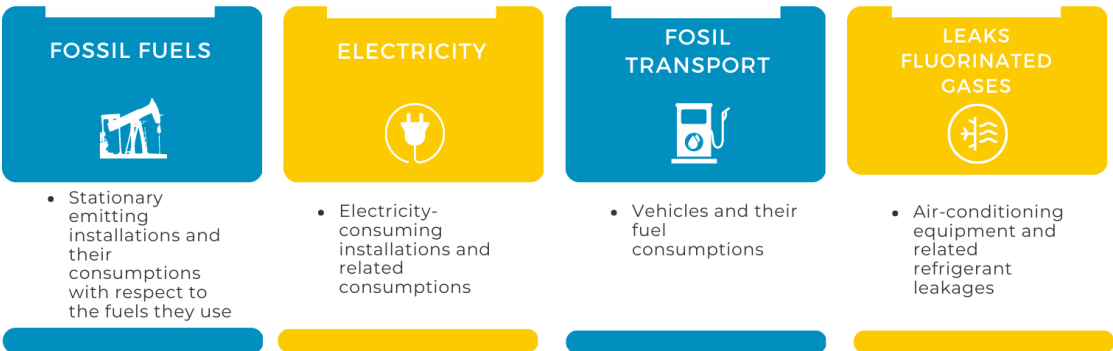 FOSSIL FUELS
• Stationary
emitting
installations and
their
consumptions
with respect to
the fuels they use
ELECTRICITY
• Electricity-
consuming
installations and
related
consumptions
FOSIL
TRANSPORT
• Vehicles and their
fuel
consumptions
LEAKS
FLUORINATED
GASES
• Air-conditioning
equipment and
related
refrigerant
leakages